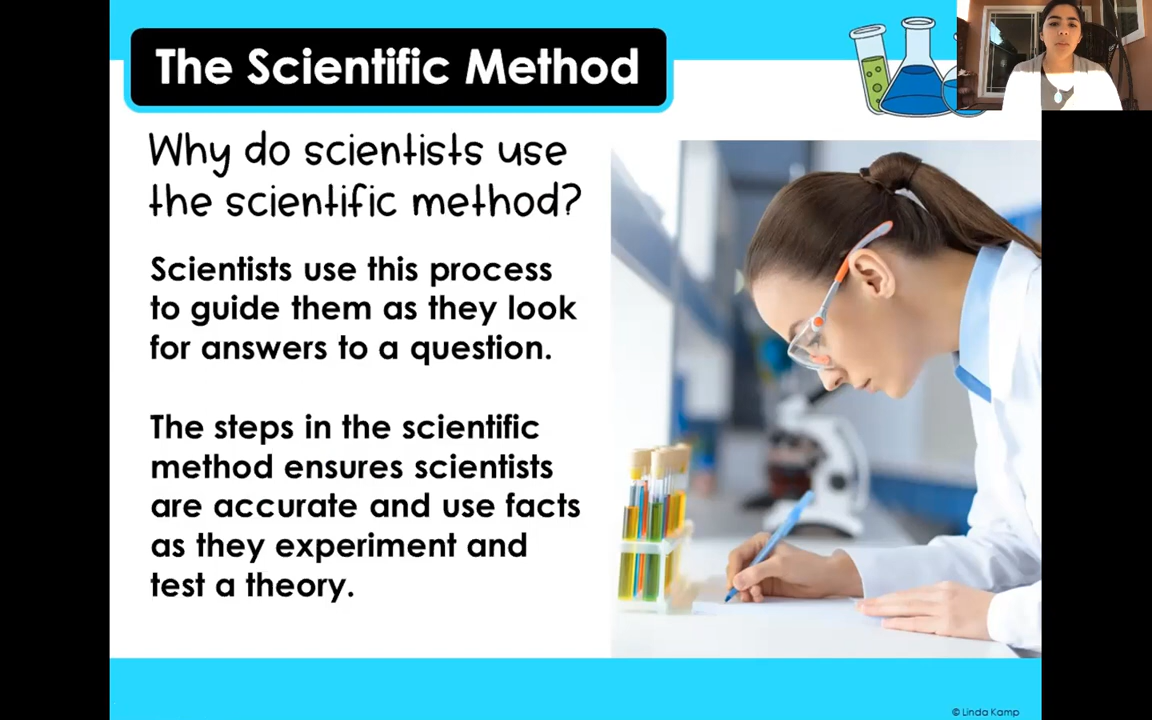 The Scientific Method
Why do scientists use
the scientific method?
Scientists use this process
to guide them as they look
for answers to a question.
The steps in the scientific
method ensures scientists
are accurate and use facts
as they experiment and
test a theory.
© Linda Kamp